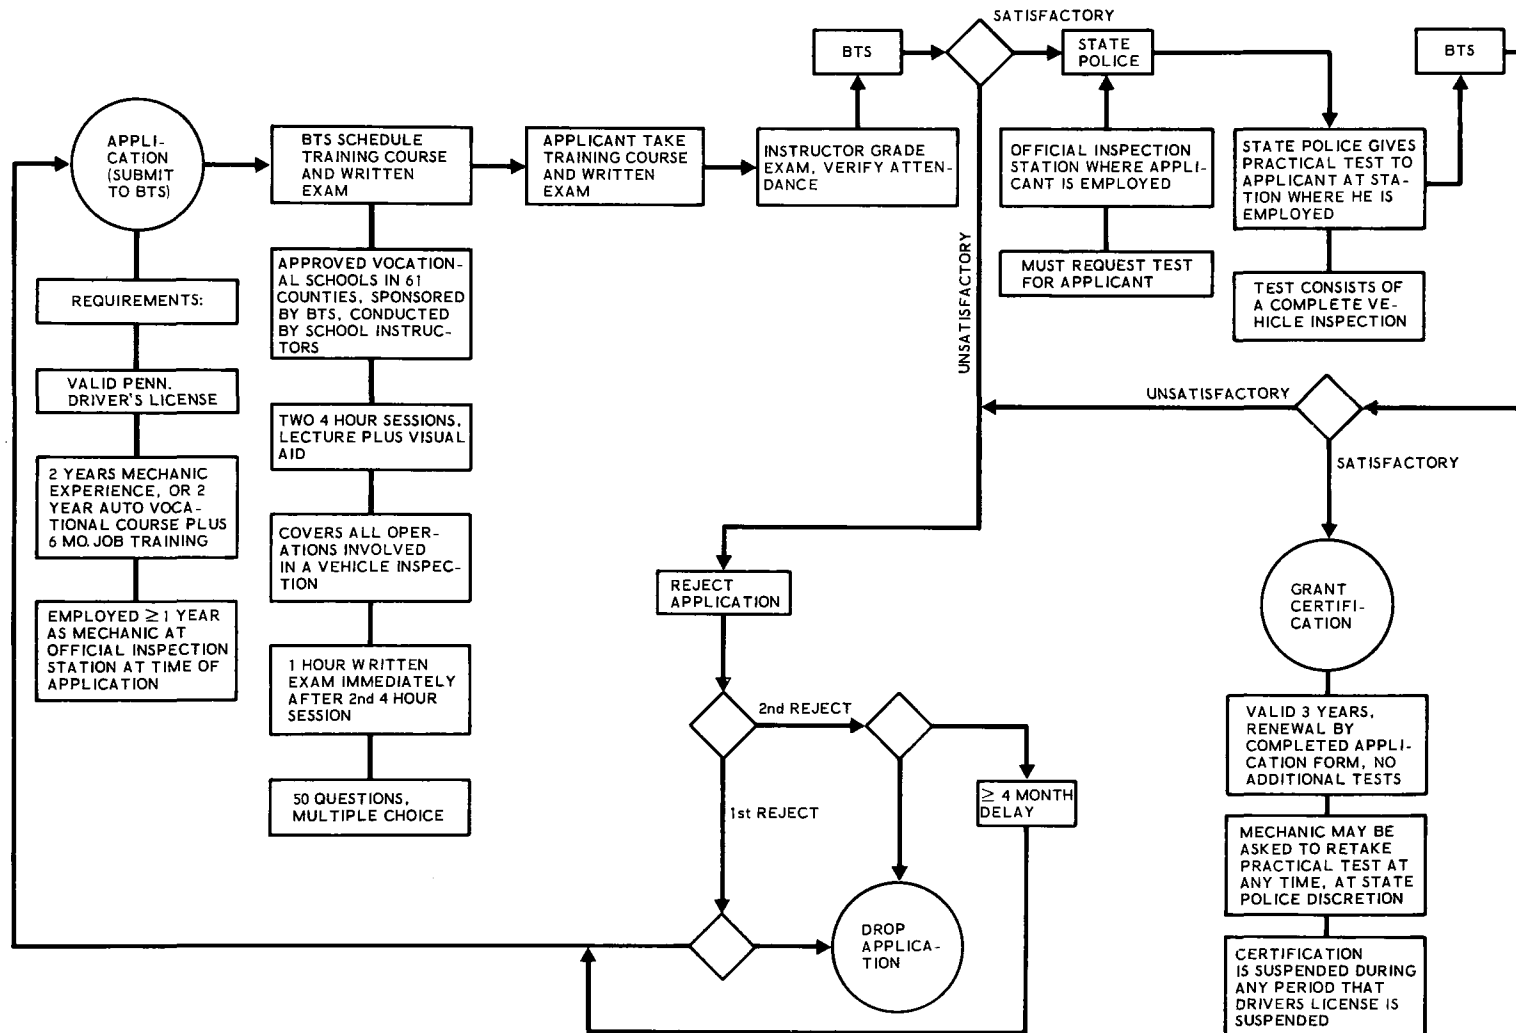 APPLI-
CATION
(SUBMIT
TO BTS)
REQUIREMENTS:
VALID PENN.
DRIVER'S LICENSE
2 YEARS MECHANIC
EXPERIENCE, OR 2
YEAR AUTO VOCA-
TIONAL COURSE PLUS
6 MO. JOB TRAINING
EMPLOYED ≥ 1 YEAR
AS MECHANIC AT
OFFICIAL INSPECTION
STATION AT TIME OF
APPLICATION
BTS SCHEDULE
TRAINING COURSE
AND WRITTEN
EXAM
APPROVED VOCATION-
AL SCHOOLS IN 61
COUNTIES, SPONSORED
BY BTS, CONDUCTED
BY SCHOOL INSTRUC-
TORS
TWO 4 HOUR SESSIONS,
LECTURE PLUS VISUAL
AID
COVERS ALL OPER-
ATIONS INVOLVED
IN A VEHICLE INSPEC-
TION
1 HOUR WRITTEN
EXAM IMMEDIATELY
AFTER 2nd 4 HOUR
SESSION
50 QUESTIONS,
MULTIPLE CHOICE
APPLICANT TAKE
TRAINING COURSE
AND WRITTEN
EXAM
INSTRUCTOR GRADE
EXAM, VERIFY ATTEN-
DANCE
BTS
SATISFACTORY
UNSATISFACTORY
STATE
POLICE
OFFICIAL INSPECTION
STATION WHERE APPLI-
CANT IS EMPLOYED
MUST REQUEST TEST
FOR APPLICANT
STATE POLICE GIVES
PRACTICAL TEST TO
APPLICANT AT STA-
TION WHERE HE IS
EMPLOYED
TEST CONSISTS OF
A COMPLETE VE-
HICLE INSPECTION
BTS
UNSATISFACTORY
SATISFACTORY
REJECT
APPLICATION
2nd REJECT
1st REJECT
≥ 4 MONTH
DELAY
DROP
APPLICA-
TION
GRANT
CERTIFI-
CATION
VALID 3 YEARS,
RENEWAL BY
COMPLETED APPLI-
CATION FORM, NO
ADDITIONAL TESTS
MECHANIC MAY BE
ASKED TO RETAKE
PRACTICAL TEST AT
ANY TIME, AT STATE
POLICE DISCRETION
CERTIFICATION
IS SUSPENDED DURING
ANY PERIOD THAT
DRIVERS LICENSE IS
SUSPENDED